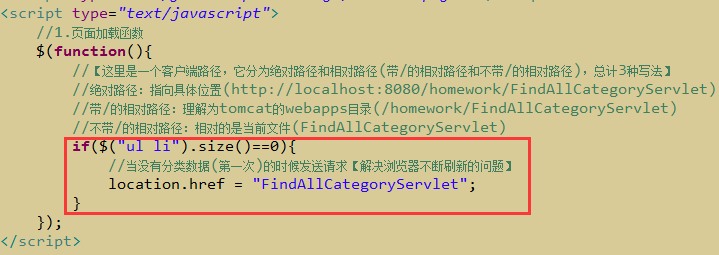 <script type="text/javascript">
//1.页面加载函数
$(function(){
//【这里是一个客户端路径，它分为绝对路径和相对路径(带/的相对路径和不带/的相对路径)，总计3种写法】
//绝对路径：指向具体位置(http://localhost:8080/homework/FindAllCategoryServlet)
//带/的相对路径：理解为tomcat的webapps目录(/homework/FindAllCategoryServlet)
//不带/的相对路径：相对的是当前文件(FindAllCategoryServlet)
if($("ul li").size()==0){
//当没有分类数据(第一次)的时候发送请求【解决浏览器不断刷新的问题】
location.href = "FindAllCategoryServlet";
}
});
</script>